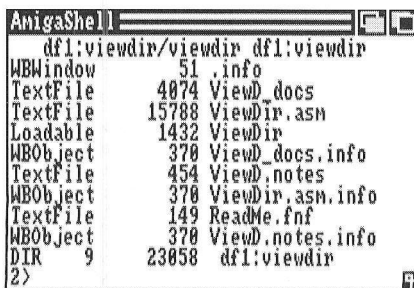 AmigaShell
df1:viewdir/viewdir df1:viewdir
WBWindow 51 .info
TextFile 4074 ViewD_docs
TextFile 15788 ViewDir.asm
Loadable 1432 ViewDir
WBObject 370 ViewD_docs.info
TextFile 454 ViewD.notes
WBObject 370 ViewDir.asm.info
TextFile 149 ReadMe.fnf
WBObject 370 ViewD.notes.info
DIR 9 23058 df1:viewdir
2>